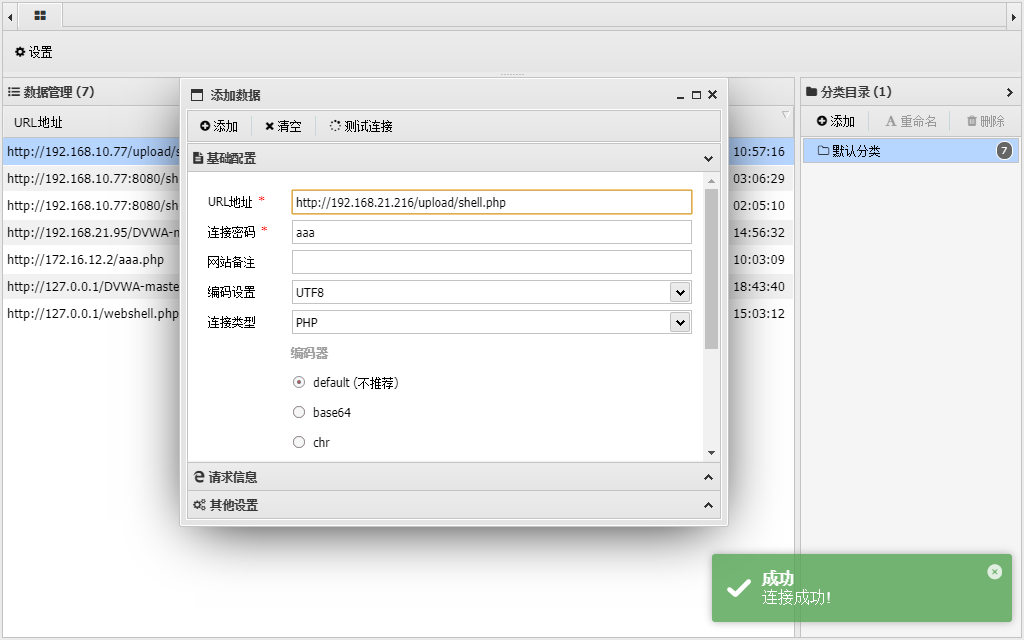 设置
数据管理 (7)
URL地址
http://192.168.10.77/upload/s
10:57:16
http://192.168.10.77:8080/sh
03:06:29
http://192.168.10.77:8080/sh
02:05:10
http://192.168.21.95/DVWA-m
14:56:32
http://172.16.12.2/aaa.php
10:03:09
http://127.0.0.1/DVWA-maste
18:43:40
http://127.0.0.1/webshell.php
15:03:12
添加数据
添加 清空 测试连接
基础配置
URL地址 * http://192.168.21.216/upload/shell.php
连接密码 * aaa
网站备注
编码设置 UTF8
连接类型 PHP
编码器
default (不推荐)
base64
chr
请求信息
其他设置
分类目录 (1)
添加 重命名 删除
默认分类 7
成功
连接成功!